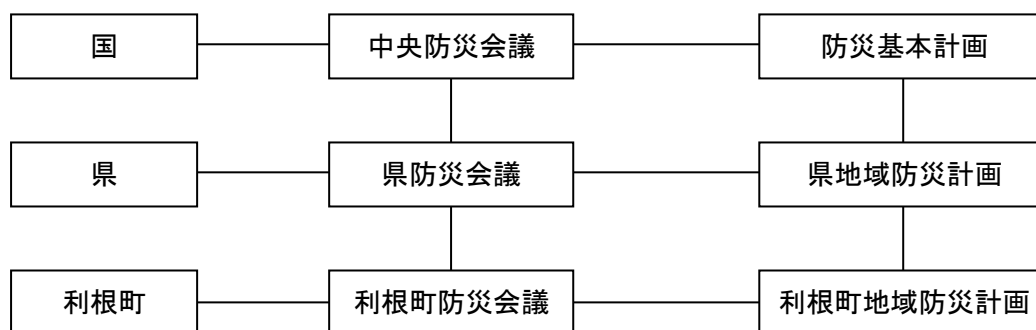 国
中央防災会議
防災基本計画
県
県防災会議
県地域防災計画
利根町
利根町防災会議
利根町地域防災計画